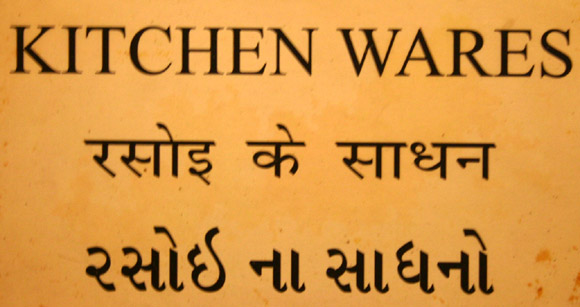 KITCHEN WARES
रसोइ के साधन
રસોઇ ના સાધનો